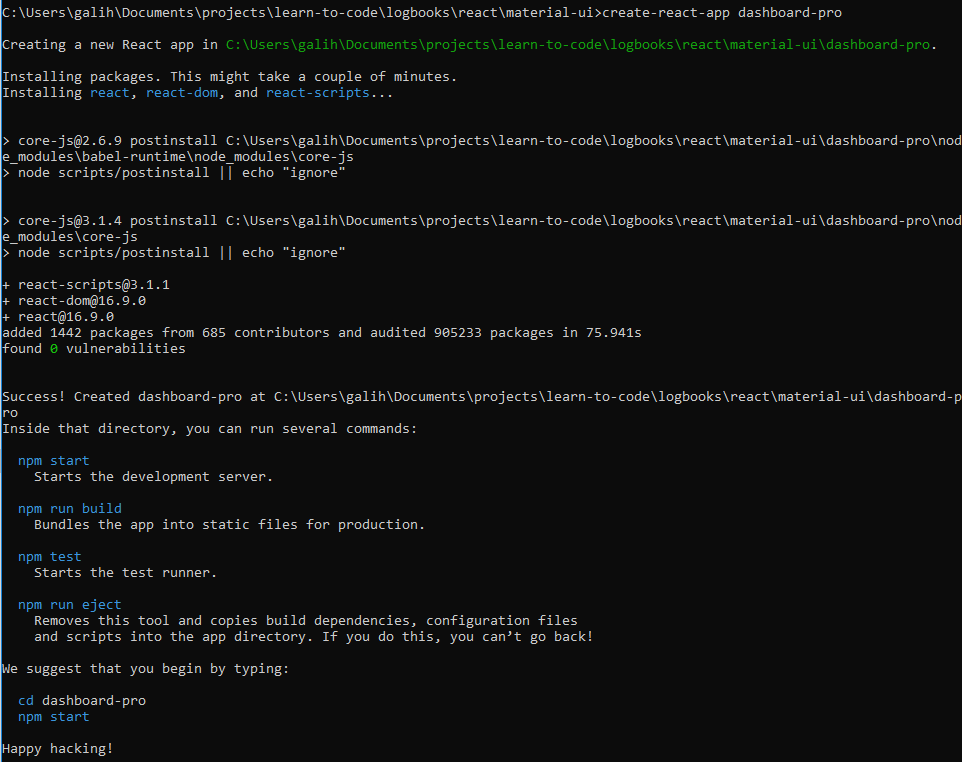 C:\Users\galih\Documents\projects\learn-to-code\logbooks\react\material-ui>create-react-app dashboard-pro
Creating a new React app in C:\Users\galih\Documents\projects\learn-to-code\logbooks\react\material-ui\dashboard-pro.
Installing packages. This might take a couple of minutes.
Installing react, react-dom, and react-scripts...
> core-js@2.6.9 postinstall C:\Users\galih\Documents\projects\learn-to-code\logbooks\react\material-ui\dashboard-pro\nod
e_modules\babel-runtime\node_modules\core-js
> node scripts/postinstall || echo "ignore"
> core-js@3.1.4 postinstall C:\Users\galih\Documents\projects\learn-to-code\logbooks\react\material-ui\dashboard-pro\nod
e_modules\core-js
> node scripts/postinstall || echo "ignore"
+ react-scripts@3.1.1
+ react-dom@16.9.0
+ react@16.9.0
added 1442 packages from 685 contributors and audited 905233 packages in 75.941s
found 0 vulnerabilities
Success! Created dashboard-pro at C:\Users\galih\Documents\projects\learn-to-code\logbooks\react\material-ui\dashboard-p
ro
Inside that directory, you can run several commands:
npm start
Starts the development server.
npm run build
Bundles the app into static files for production.
npm test
Starts the test runner.
npm run eject
Removes this tool and copies build dependencies, configuration files
and scripts into the app directory. If you do this, you can’t go back!
We suggest that you begin by typing:
cd dashboard-pro
npm start
Happy hacking!